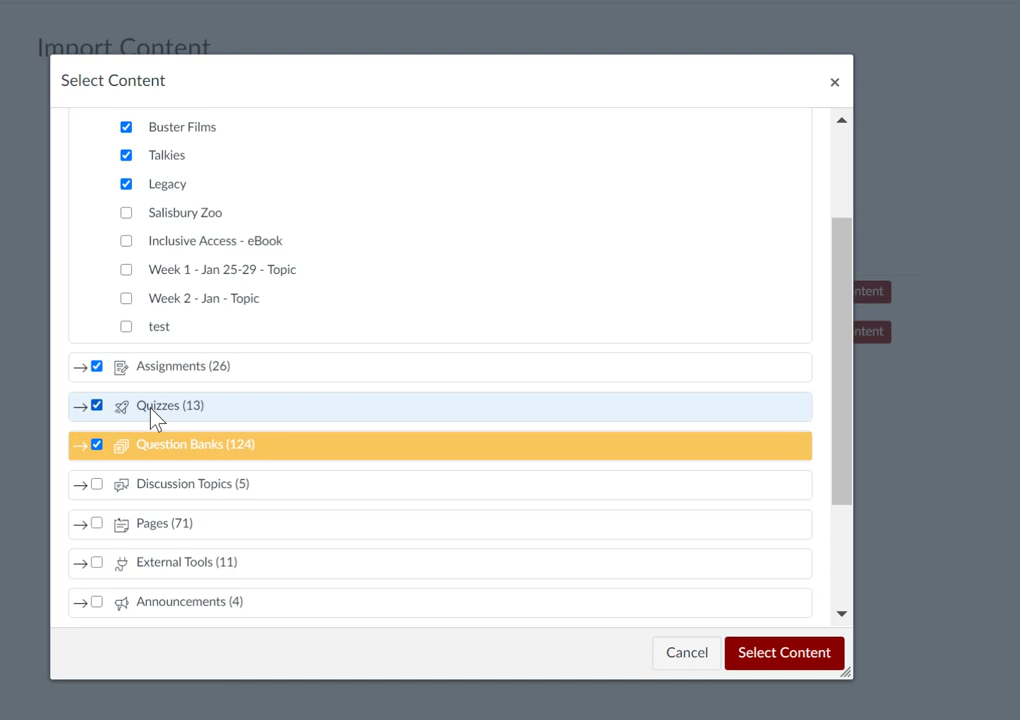 Import Content
Select Content
×
Buster Films
Talkies
Legacy
Salisbury Zoo
Inclusive Access - eBook
Week 1 - Jan 25-29 - Topic
Week 2 - Jan - Topic
test
ntent
ntent
Assignments (26)
Quizzes (13)
Question Banks (124)
Discussion Topics (5)
Pages (71)
External Tools (11)
Announcements (4)
Cancel
Select Content